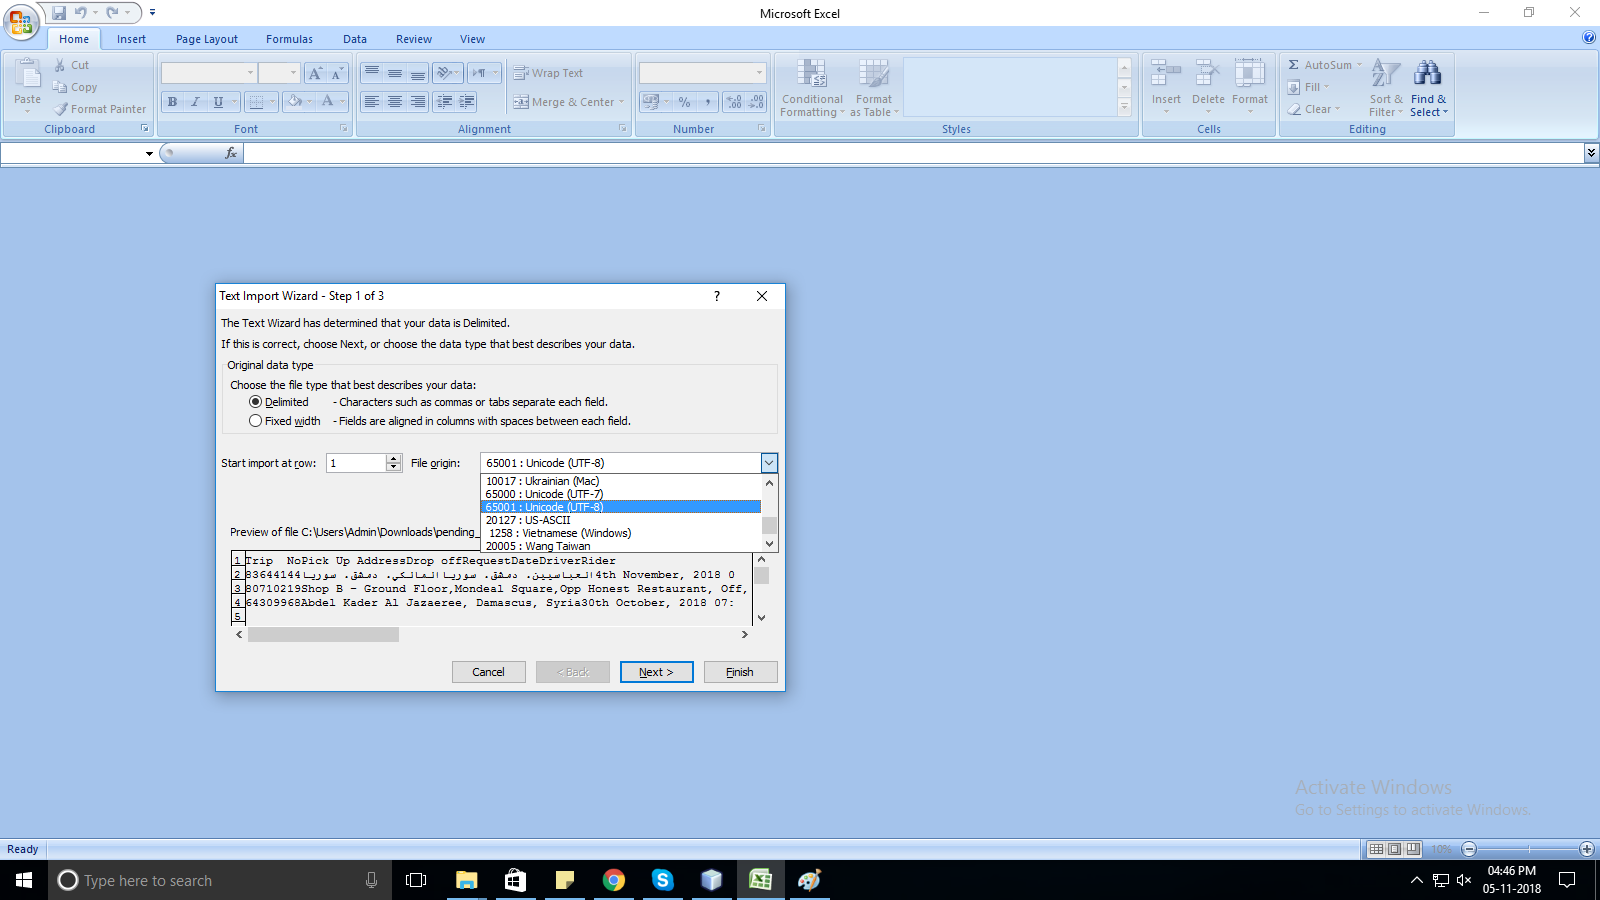 Microsoft Excel
Home Insert Page Layout Formulas Data Review View
Paste
Cut
Copy
Format Painter
Clipboard
B I U
Font
Wrap Text
Merge & Center
Alignment
%
Number
Conditional Formatting
Format as Table
Styles
Insert Delete Format
Cells
Σ AutoSum
Fill
Clear
Sort & Filter
Find & Select
Editing
fx
Text Import Wizard - Step 1 of 3
The Text Wizard has determined that your data is Delimited.
If this is correct, choose Next, or choose the data type that best describes your data.
Original data type
Choose the file type that best describes your data:
Delimited - Characters such as commas or tabs separate each field.
Fixed width - Fields are aligned in columns with spaces between each field.
Start import at row: 1 File origin: 65001 : Unicode (UTF-8)
10017 : Ukrainian (Mac)
65000 : Unicode (UTF-7)
65001 : Unicode (UTF-8)
20127 : US-ASCII
1258 : Vietnamese (Windows)
20005 : Wang Taiwan
Preview of file C:\Users\Admin\Downloads\pending_
1 Trip NoPick Up AddressDrop offRequestDateDriverRider
2 83644144العباسيين، دمشق، سورياالمالكي، دمشق، سوريا4th November, 2018 0
3 80710219Shop B - Ground Floor,Mondeal Square,Opp Honest Restaurant, Off,
4 64309968Abdel Kader Al Jazaeree, Damascus, Syria30th October, 2018 07:
5
Cancel < Back Next > Finish
Activate Windows
Go to Settings to activate Windows.
Ready 10%
Type here to search
04:46 PM
05-11-2018